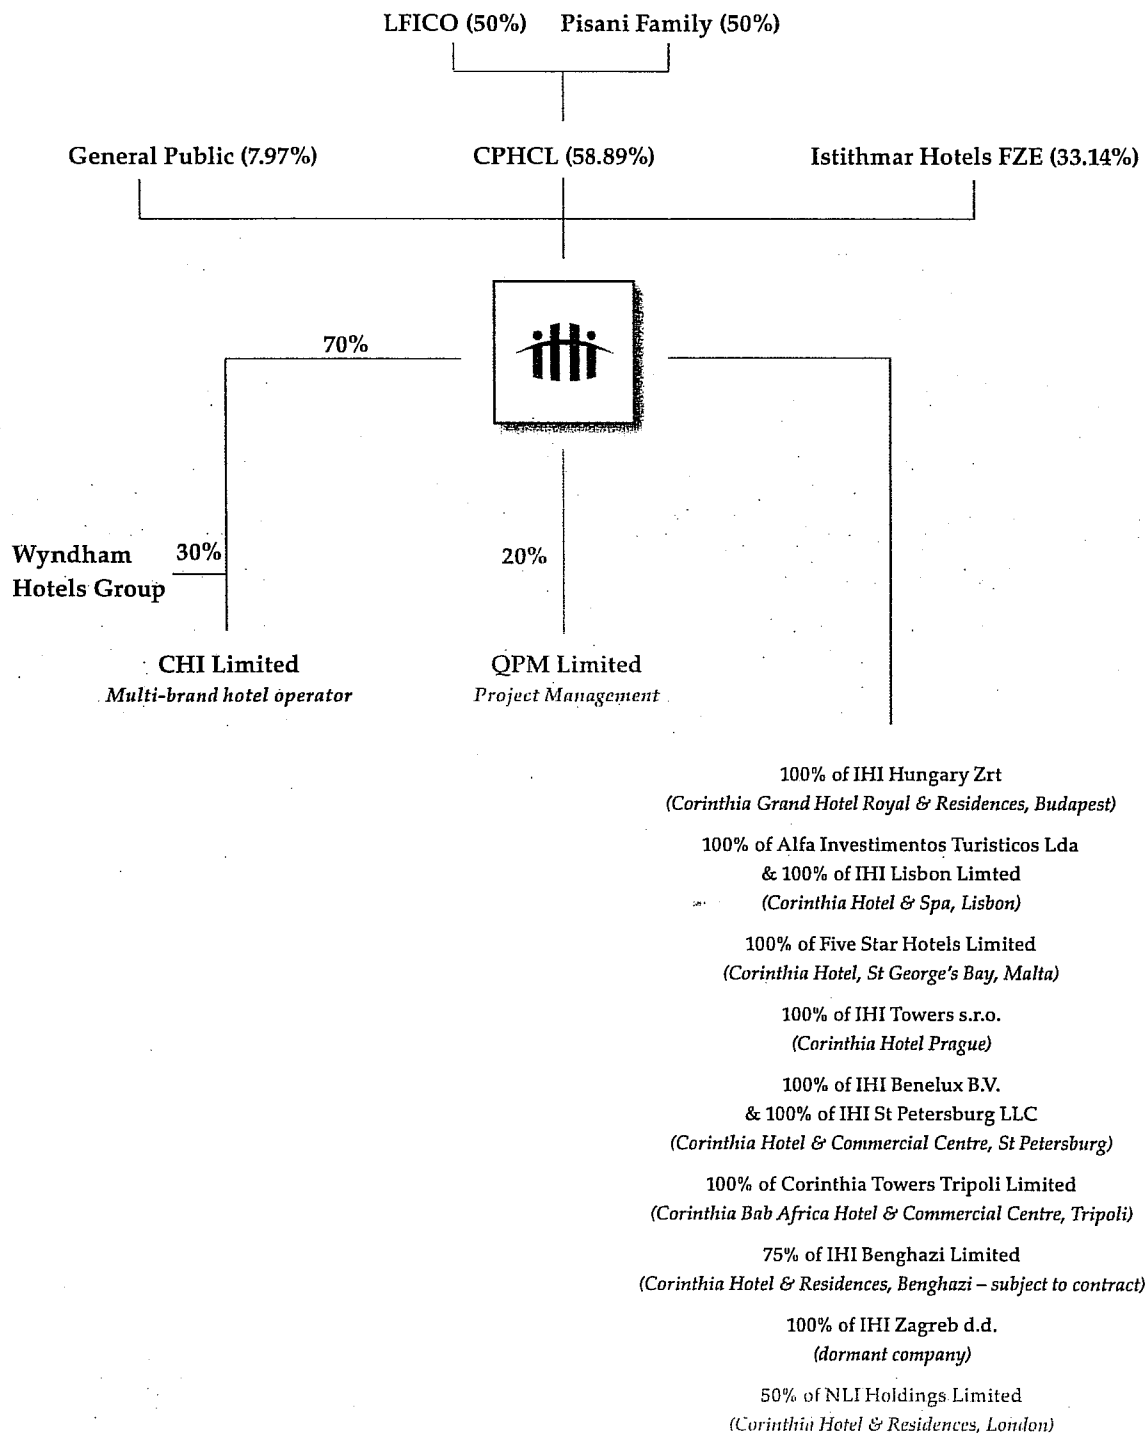 LFICO (50%) Pisani Family (50%)
General Public (7.97%) CPHCL (58.89%) Istithmar Hotels FZE (33.14%)
IHI
70%
Wyndham
Hotels Group
30%
20%
CHI Limited
Multi-brand hotel operator
QPM Limited
Project Management
100% of IHI Hungary Zrt
(Corinthia Grand Hotel Royal & Residences, Budapest)
100% of Alfa Investimentos Turisticos Lda
& 100% of IHI Lisbon Limted
(Corinthia Hotel & Spa, Lisbon)
100% of Five Star Hotels Limited
(Corinthia Hotel, St George's Bay, Malta)
100% of IHI Towers s.r.o.
(Corinthia Hotel Prague)
100% of IHI Benelux B.V.
& 100% of IHI St Petersburg LLC
(Corinthia Hotel & Commercial Centre, St Petersburg)
100% of Corinthia Towers Tripoli Limited
(Corinthia Bab Africa Hotel & Commercial Centre, Tripoli)
75% of IHI Benghazi Limited
(Corinthia Hotel & Residences, Benghazi – subject to contract)
100% of IHI Zagreb d.d.
(dormant company)
50% of NLI Holdings Limited
(Corinthia Hotel & Residences, London)